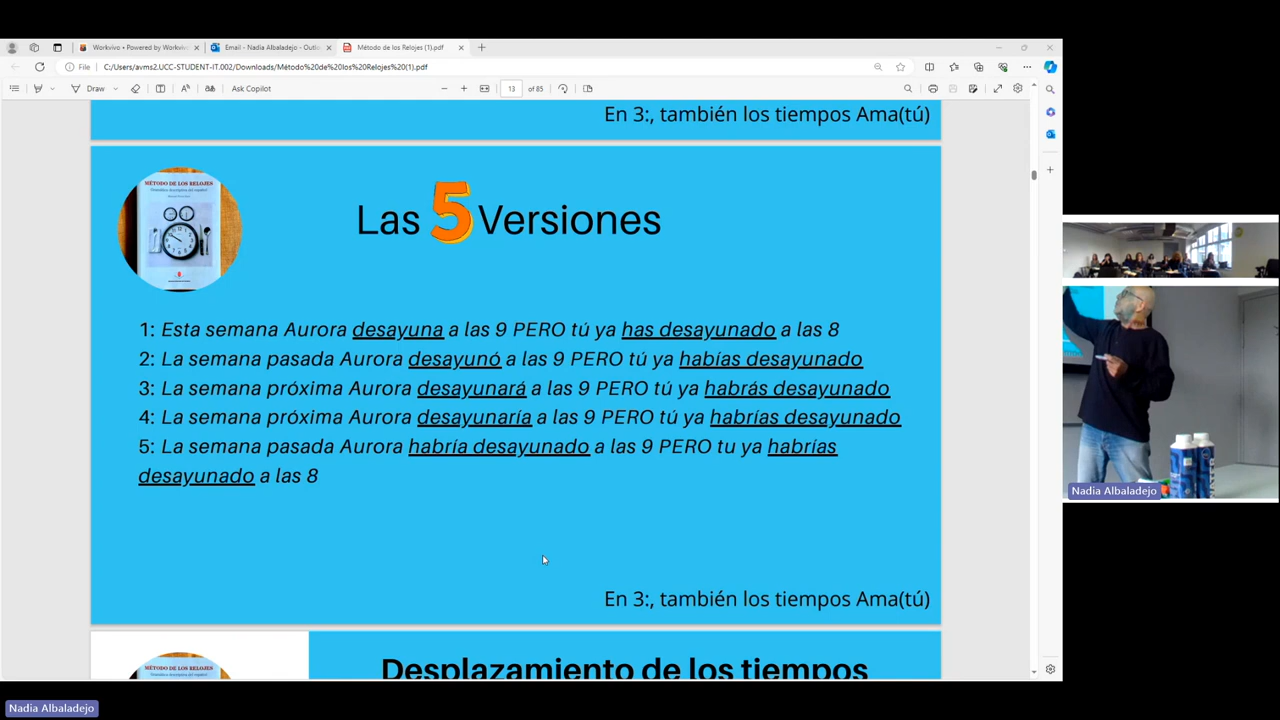 Workvivo • Powered by Workviv
Email - Nadia Albaladejo - Outlo
Método de los Relojes (1).pdf
File
C:/Users/avms2.UCC-STUDENT-IT.002/Downloads/Método%20de%20los%20Relojes%20(1).pdf
Draw
Ask Copilot
13 of 85
En 3:, también los tiempos Ama(tú)
MÉTODO DE LOS RELOJES
Las 5 Versiones
1: Esta semana Aurora desayuna a las 9 PERO tú ya has desayunado a las 8
2: La semana pasada Aurora desayunó a las 9 PERO tú ya habías desayunado
3: La semana próxima Aurora desayunará a las 9 PERO tú ya habrás desayunado
4: La semana próxima Aurora desayunaría a las 9 PERO tú ya habrías desayunado
5: La semana pasada Aurora habría desayunado a las 9 PERO tu ya habrías
desayunado a las 8
En 3:, también los tiempos Ama(tú)
MÉTODO DE LOS RELOJES
Desplazamiento de los tiempos
Nadia Albaladejo
Nadia Albaladejo